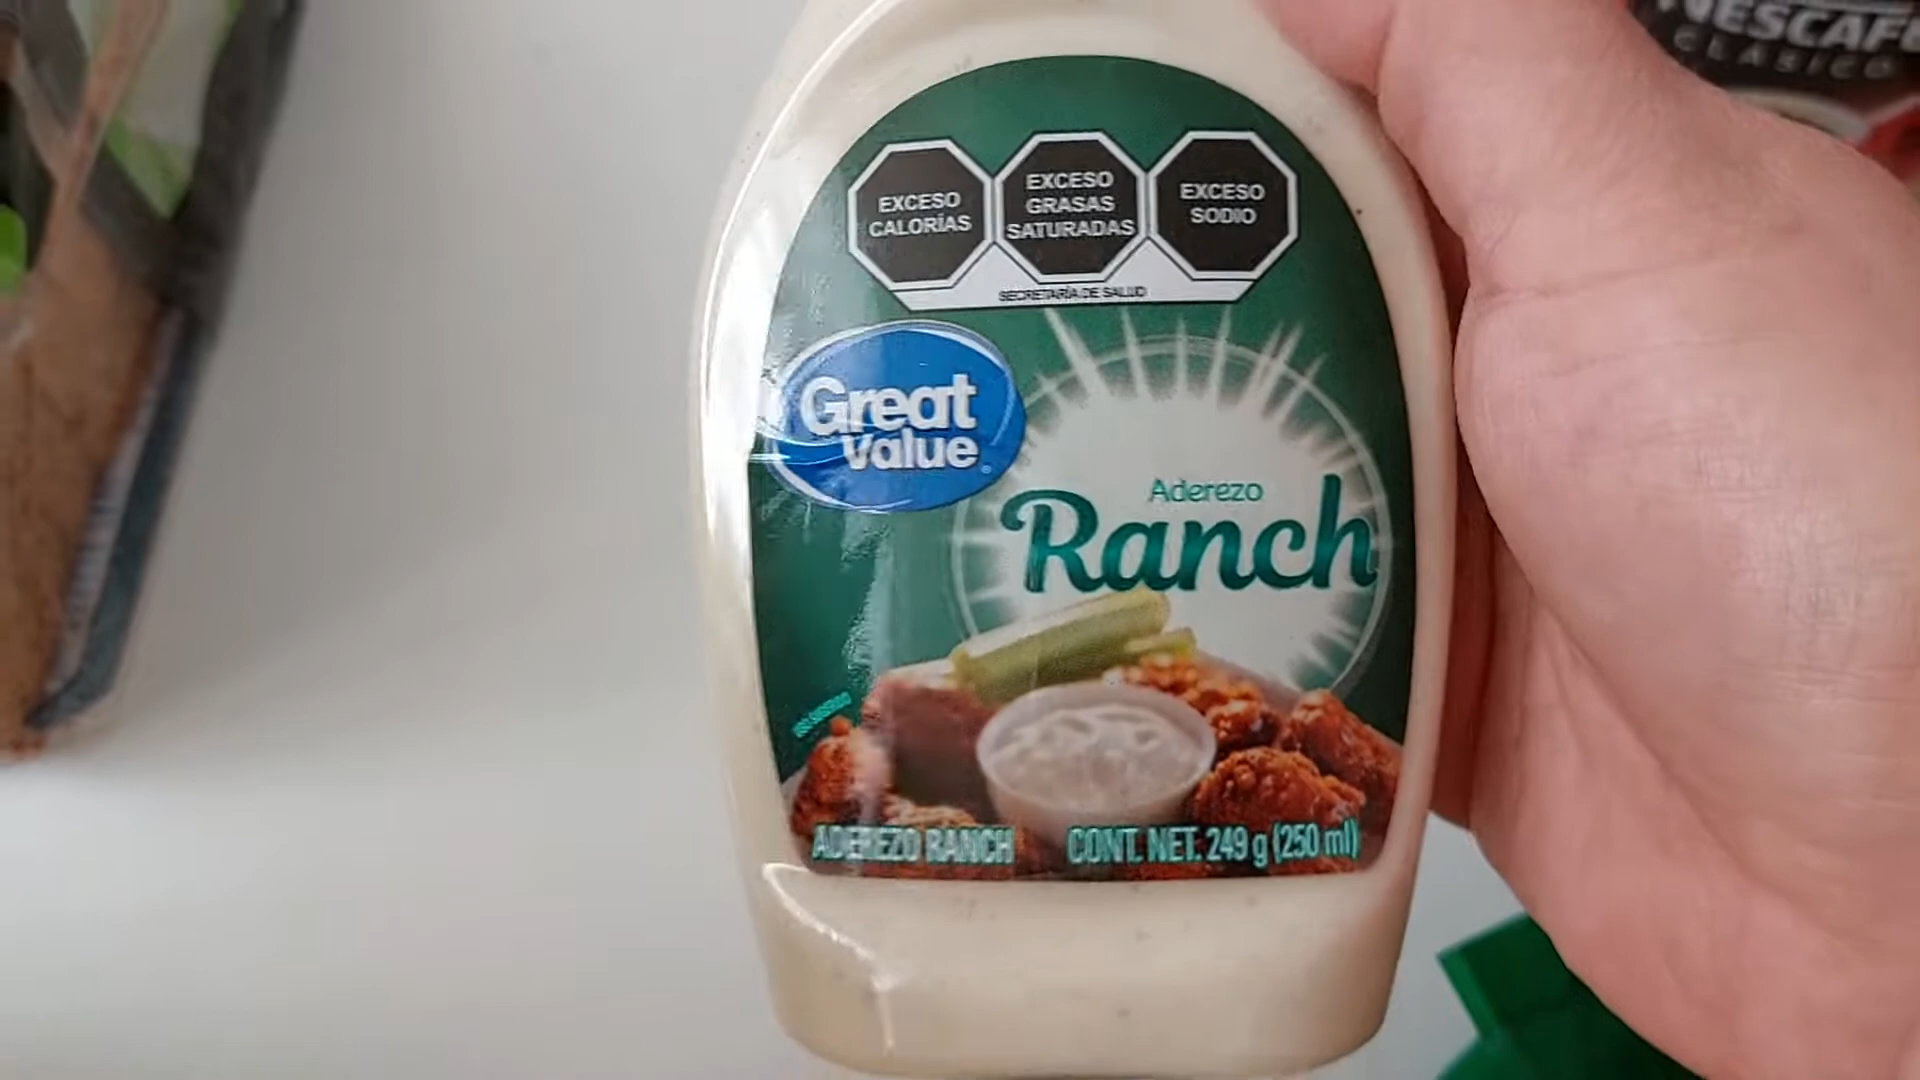 NESCAFÉ
CLÁSICO
EXCESO
CALORÍAS
EXCESO
GRASAS
SATURADAS
EXCESO
SODIO
SECRETARÍA DE SALUD
Great
Value
Aderezo
Ranch
ADEREZO RANCH
CONT. NET. 249 g (250 ml)